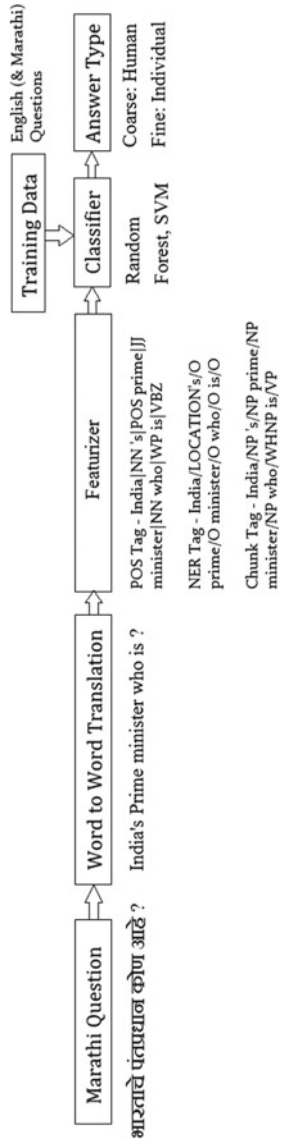 Marathi Question
भारताचे पंतप्रधान कोण आहे ?
Word to Word Translation
India's Prime minister who is ?
Featurizer
POS Tag - India|NN 's|POS prime|JJ
minister|NN who|WP is|VBZ
NER Tag - India/LOCATION's/O
prime/O minister/O who/O is/O
Chunk Tag - India/NP 's/NP prime/NP
minister/NP who/WHNP is/VP
Training Data
English (& Marathi)
Questions
Classifier
Random
Forest, SVM
Answer Type
Coarse: Human
Fine: Individual